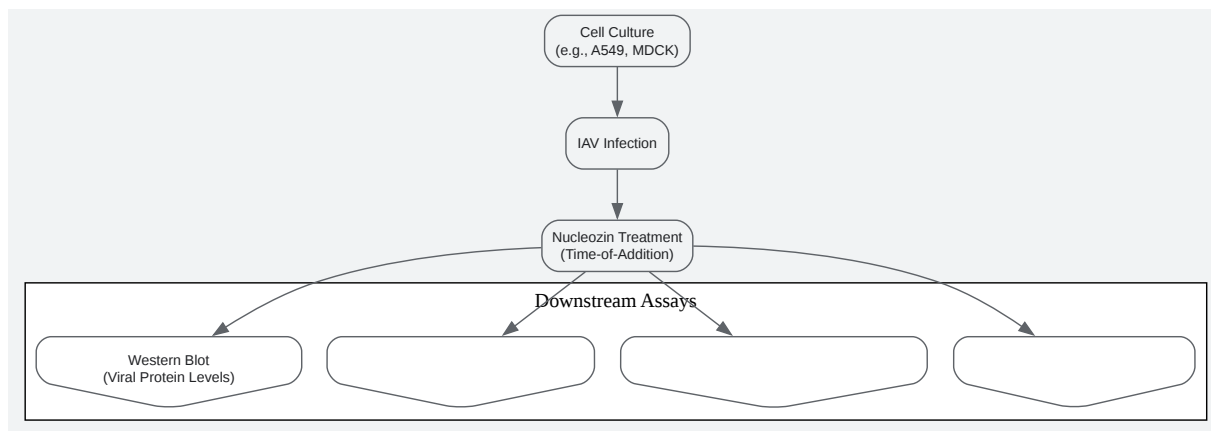 Cell Culture
(e.g., A549, MDCK)
IAV Infection
Nucleozin Treatment
(Time-of-Addition)
Downstream Assays
Western Blot
(Viral Protein Levels)